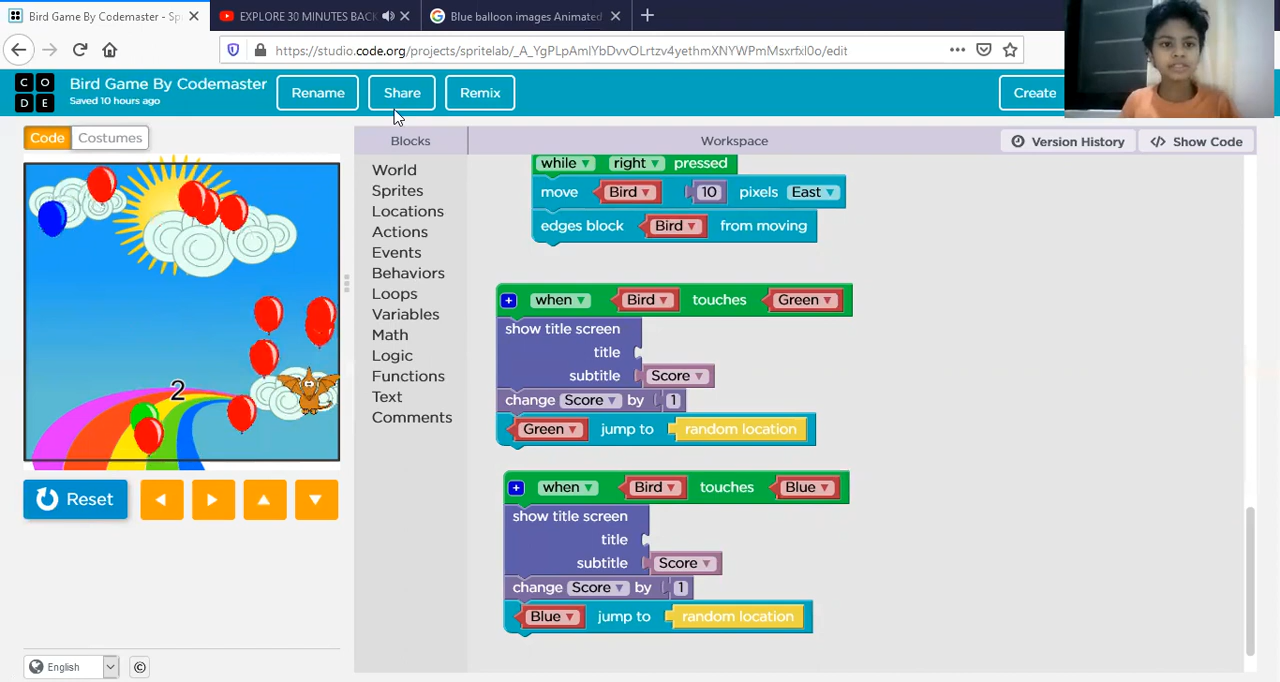 Bird Game By Codemaster - Sp
EXPLORE 30 MINUTES BACK
Blue balloon images Animated
https://studio.code.org/projects/spritelab/_A_YgPLpAmlYbDvvOLrtzv4yethmXNYWPmMsxrfxl0o/edit
C O
D E
Bird Game By Codemaster
Saved 10 hours ago
Rename
Share
Remix
Create
Code
Costumes
Blocks
Workspace
Version History
</> Show Code
World
Sprites
Locations
Actions
Events
Behaviors
Loops
Variables
Math
Logic
Functions
Text
Comments
2
Reset
while right pressed
move Bird 10 pixels East
edges block Bird from moving
when Bird touches Green
show title screen
title
subtitle Score
change Score by 1
Green jump to random location
when Bird touches Blue
show title screen
title
subtitle Score
change Score by 1
Blue jump to random location
English
©